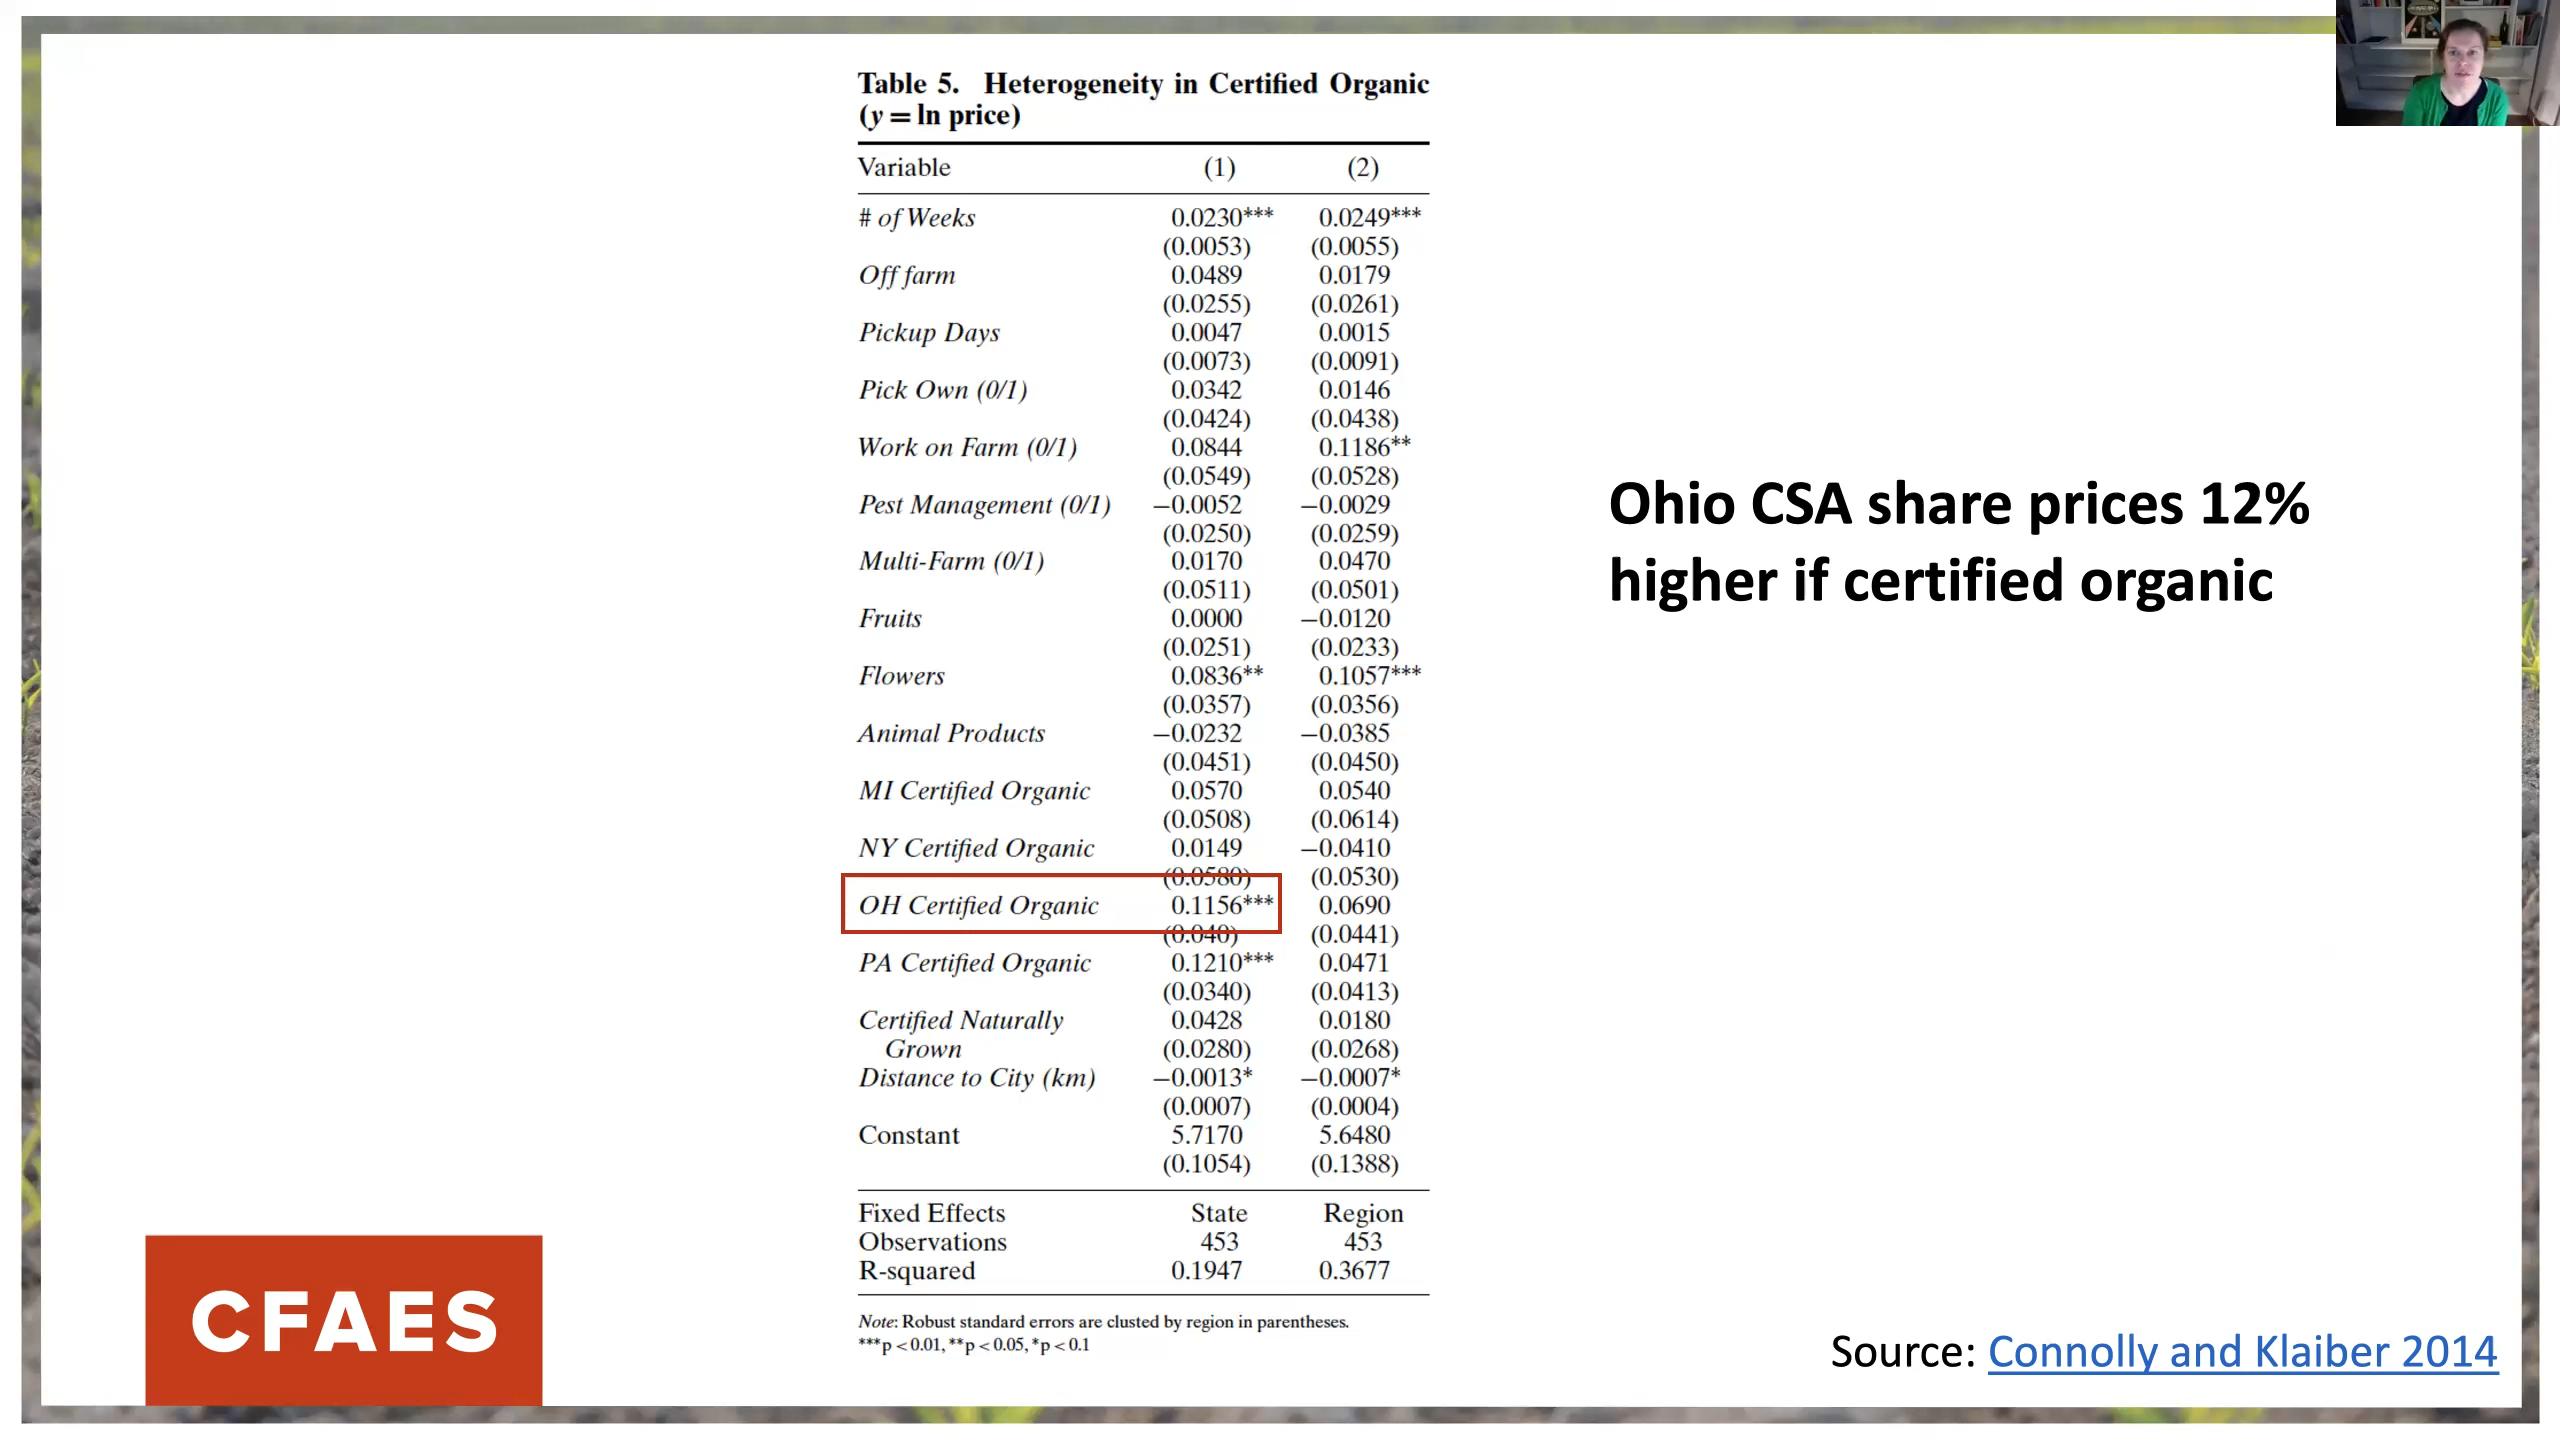 Table 5. Heterogeneity in Certified Organic
(y = ln price)
Variable (1) (2)
# of Weeks 0.0230*** 0.0249***
(0.0053) (0.0055)
Off farm 0.0489 0.0179
(0.0255) (0.0261)
Pickup Days 0.0047 0.0015
(0.0073) (0.0091)
Pick Own (0/1) 0.0342 0.0146
(0.0424) (0.0438)
Work on Farm (0/1) 0.0844 0.1186**
(0.0549) (0.0528)
Pest Management (0/1) −0.0052 −0.0029
(0.0250) (0.0259)
Multi-Farm (0/1) 0.0170 0.0470
(0.0511) (0.0501)
Fruits 0.0000 −0.0120
(0.0251) (0.0233)
Flowers 0.0836** 0.1057***
(0.0357) (0.0356)
Animal Products −0.0232 −0.0385
(0.0451) (0.0450)
MI Certified Organic 0.0570 0.0540
(0.0508) (0.0614)
NY Certified Organic 0.0149 −0.0410
(0.0580) (0.0530)
OH Certified Organic 0.1156*** 0.0690
(0.040) (0.0441)
PA Certified Organic 0.1210*** 0.0471
(0.0340) (0.0413)
Certified Naturally 0.0428 0.0180
Grown (0.0280) (0.0268)
Distance to City (km) −0.0013* −0.0007*
(0.0007) (0.0004)
Constant 5.7170 5.6480
(0.1054) (0.1388)
Fixed Effects State Region
Observations 453 453
R-squared 0.1947 0.3677
Note: Robust standard errors are clustered by region in parentheses.
***p < 0.01, **p < 0.05, *p < 0.1
Ohio CSA share prices 12%
higher if certified organic
CFAES
Source: Connolly and Klaiber 2014